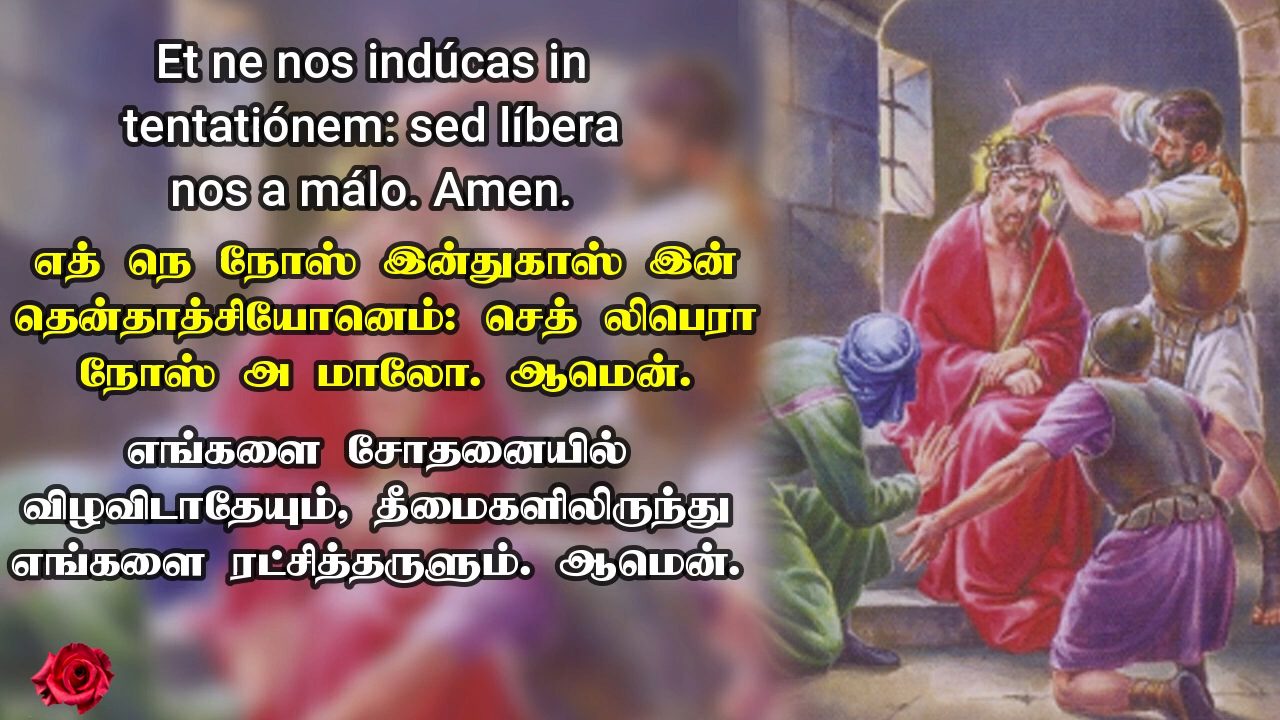 Et ne nos indúcas in
tentatiónem: sed líbera
nos a málo. Amen.
எத் நெ நோஸ் இன்துகாஸ் இன்
தென்தாத்சியோனெம்: செத் லிபெரா
நோஸ் அ மாலோ. ஆமென்.
எங்களை சோதனையில்
விழவிடாதேயும், தீமைகளிலிருந்து
எங்களை ரட்சித்தருளும். ஆமென்.